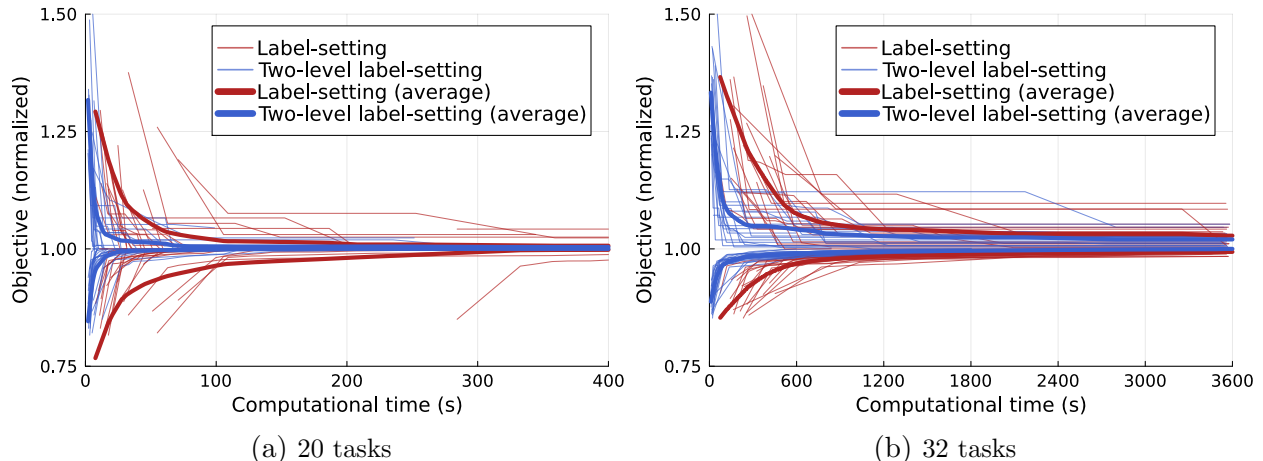 1.50
1.25
1.00
0.75
Objective (normalized)
Label-setting
Two-level label-setting
Label-setting (average)
Two-level label-setting (average)
0 100 200 300 400
Computational time (s)
(a) 20 tasks
1.50
1.25
1.00
0.75
Objective (normalized)
Label-setting
Two-level label-setting
Label-setting (average)
Two-level label-setting (average)
0 600 1200 1800 2400 3000 3600
Computational time (s)
(b) 32 tasks